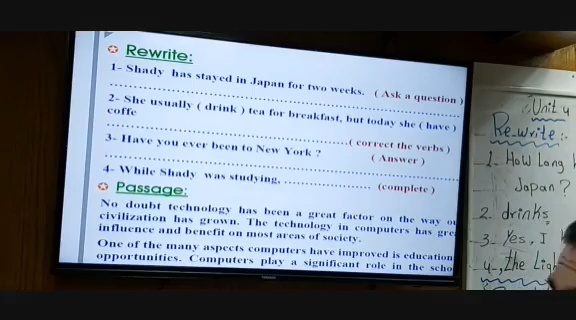 Rewrite:
1- Shady has stayed in Japan for two weeks. ( Ask a question )
2- She usually ( drink ) tea for breakfast, but today she ( have )
coffe
( correct the verbs )
3- Have you ever been to New York ?
( Answer )
4- While Shady was studying, ............... (complete )
Passage:
No doubt technology has been a great factor on the way
civilization has grown. The technology in computers has
influence and benefit on most areas of society.
One of the many aspects computers have improved is education
opportunities. Computers play a significant role in the
Unit 4
Re-write :-
1- How long
Japan ?
2. drinks
3- Yes, I
4-, the